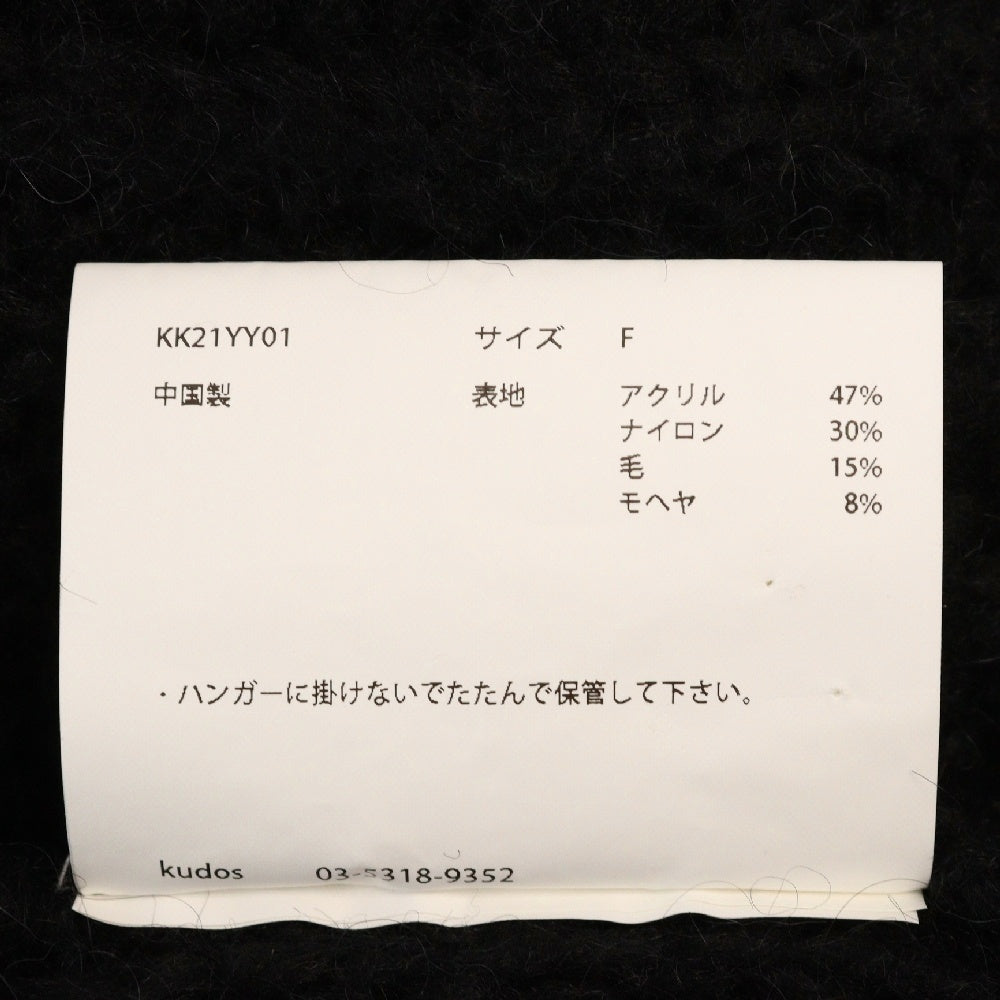 KK21YY01 サイズ F
中国製 表地 アクリル 47%
ナイロン 30%
毛 15%
モヘヤ 8%
・ハンガーに掛けないでたたんで保管して下さい。
kudos 03-5318-9352